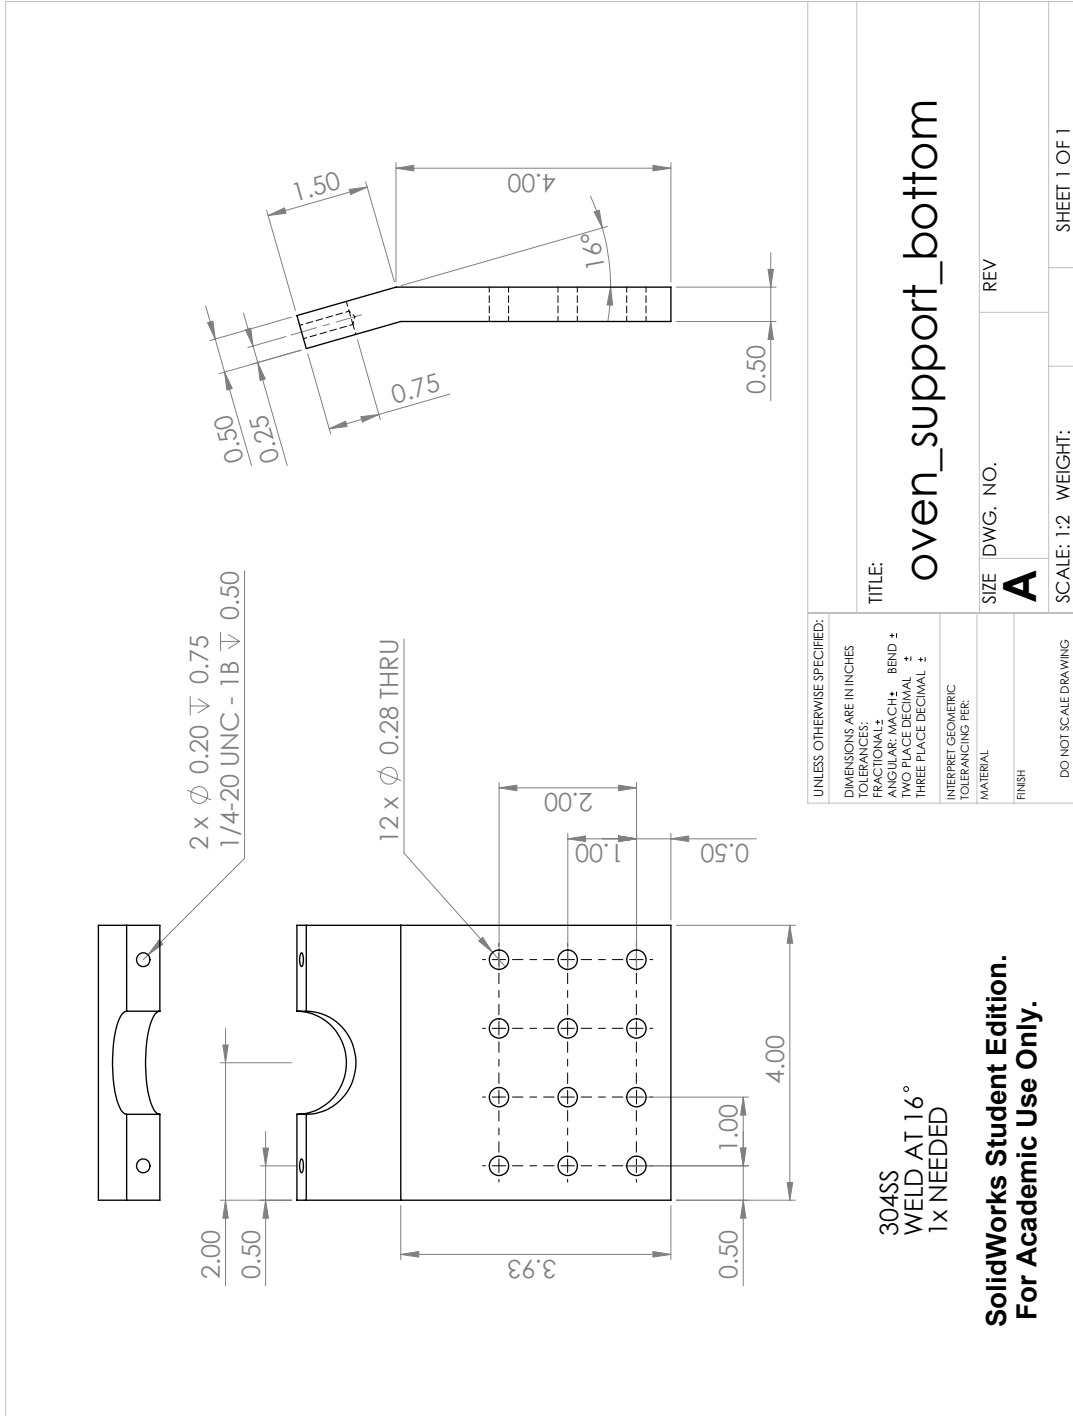 2 x ∅ 0.20 ↧ 0.75
1/4-20 UNC - 1B ↧ 0.50
12 x ∅ 0.28 THRU
2.00
0.50
3.93
0.50
1.00
4.00
2.00
1.00
0.50
0.50
0.25
1.50
0.75
4.00
16°
0.50
304SS
WELD AT 16°
1x NEEDED
SolidWorks Student Edition.
For Academic Use Only.
UNLESS OTHERWISE SPECIFIED:
DIMENSIONS ARE IN INCHES
TOLERANCES:
FRACTIONAL ±
ANGULAR: MACH ± BEND ±
TWO PLACE DECIMAL ±
THREE PLACE DECIMAL ±
INTERPRET GEOMETRIC
TOLERANCING PER:
MATERIAL
FINISH
DO NOT SCALE DRAWING
TITLE:
oven_support_bottom
SIZE DWG. NO. REV
A
SCALE: 1:2 WEIGHT: SHEET 1 OF 1